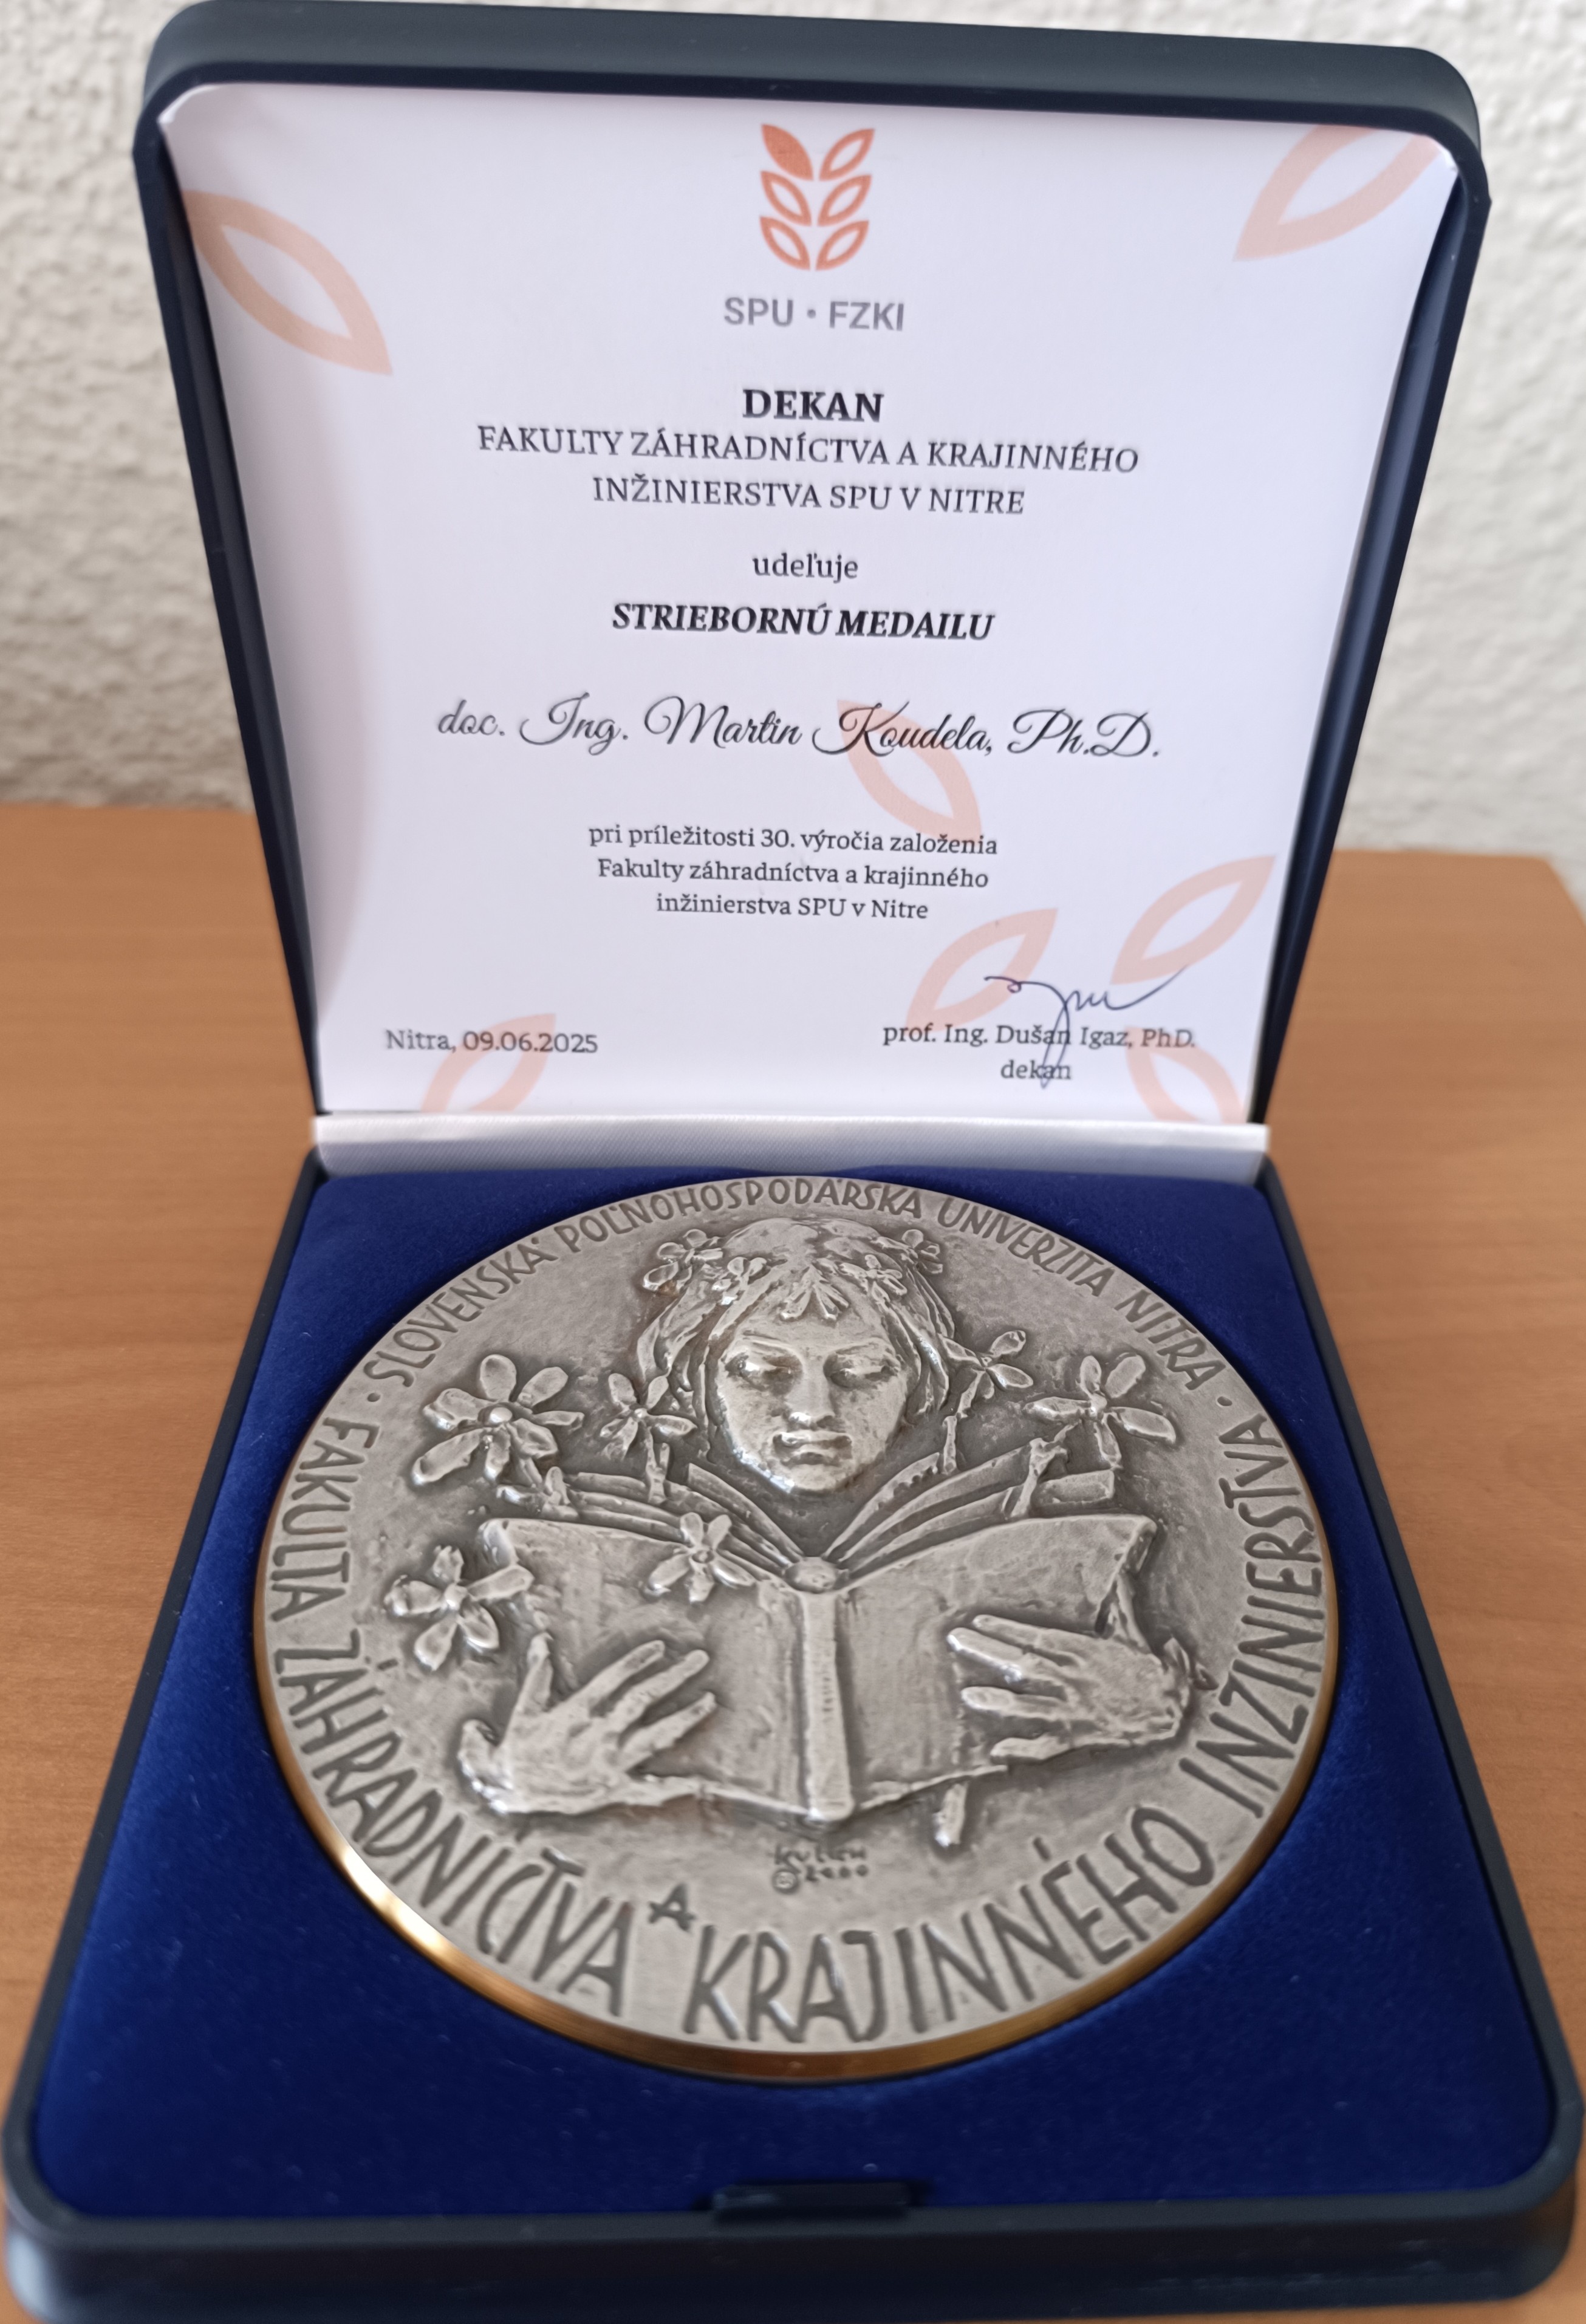 SPU • FZKI
DEKAN
FAKULTY ZÁHRADNÍCTVA A KRAJINNÉHO
INŽINIERSTVA SPU V NITRE
udeľuje
STRIEBORNÚ MEDAILU
doc. Ing. Martin Koudela, Ph.D.
pri príležitosti 30. výročia založenia
Fakulty záhradníctva a krajinného
inžinierstva SPU v Nitre
Nitra, 09.06.2025
prof. Ing. Dušan Igaz, PhD.
dekan
• SLOVENSKÁ POĽNOHOSPODÁRSKA UNIVERZITA NITRA •
FAKULTA ZÁHRADNÍCTVA A KRAJINNÉHO INZINIERSTVA
© 2000